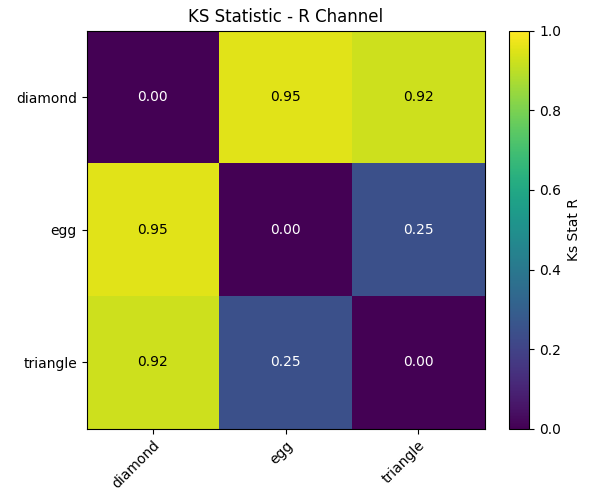 KS Statistic - R Channel
diamond 0.00 0.95 0.92
egg 0.95 0.00 0.25
triangle 0.92 0.25 0.00
diamond egg triangle
1.0
0.8
0.6
0.4
0.2
0.0
Ks Stat R